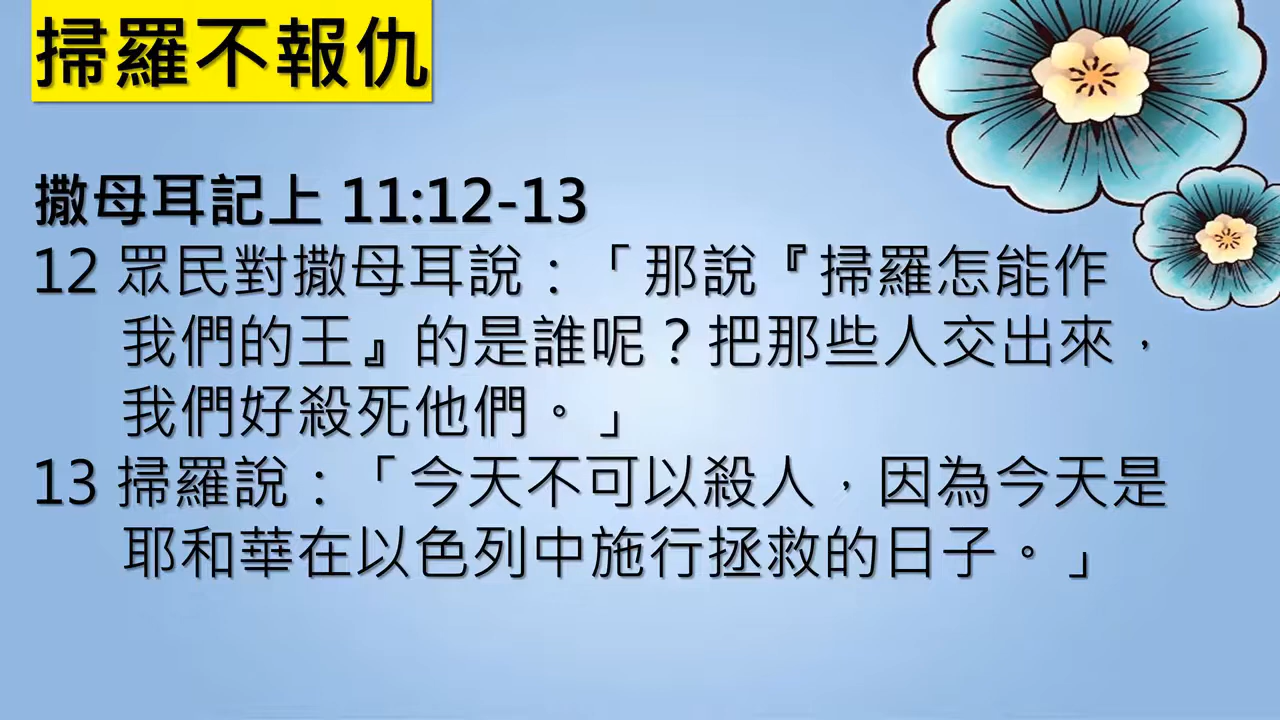 掃羅不報仇
撒母耳記上 11:12-13
12 眾民對撒母耳說：「那說『掃羅怎能作
我們的王』的是誰呢？把那些人交出來，
我們好殺死他們。」
13 掃羅說：「今天不可以殺人，因為今天是
耶和華在以色列中施行拯救的日子。」